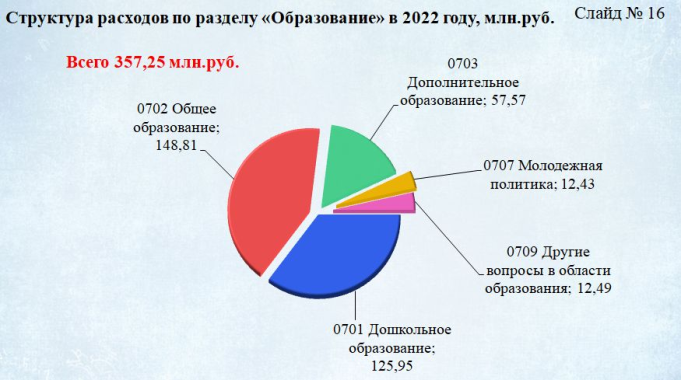 Структура расходов по разделу «Образование» в 2022 году, млн.руб.
Слайд № 16
Всего 357,25 млн.руб.
0703
Дополнительное
образование; 57,57
0702 Общее
образование;
148,81
0707 Молодежная
политика; 12,43
0709 Другие
вопросы в области
образования; 12,49
0701 Дошкольное
образование;
125,95